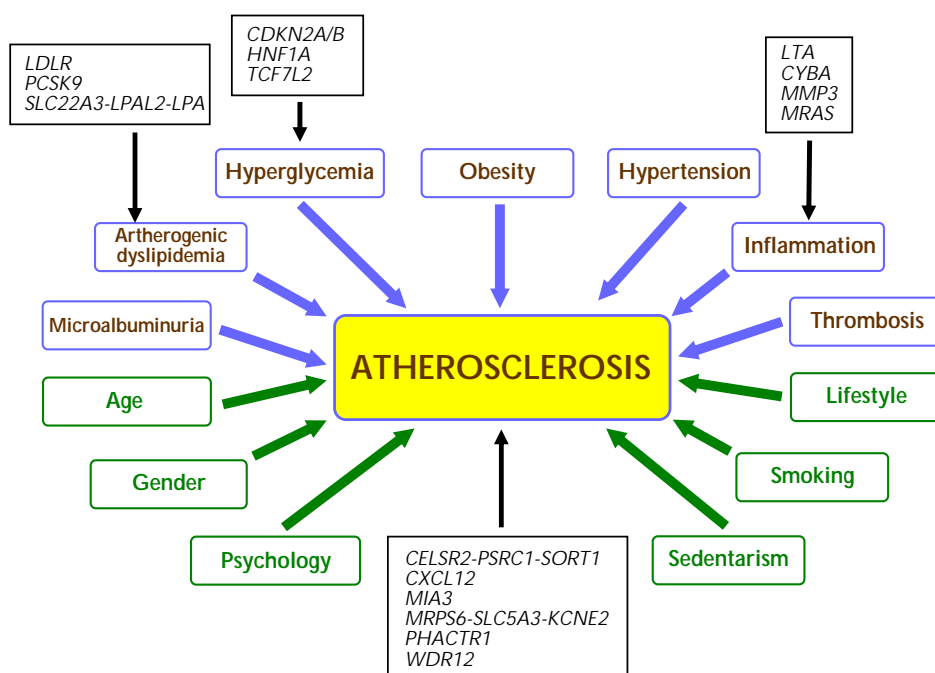 CDKN2A/B
HNF1A
TCF7L2
LDLR
PCSK9
SLC22A3-LPAL2-LPA
LTA
CYBA
MMP3
MRAS
Hyperglycemia
Obesity
Hypertension
Artherogenic
dyslipidemia
Inflammation
Microalbuminuria
Thrombosis
ATHEROSCLEROSIS
Age
Lifestyle
Gender
Smoking
Psychology
Sedentarism
CELSR2-PSRC1-SORT1
CXCL12
MIA3
MRPS6-SLC5A3-KCNE2
PHACTR1
WDR12